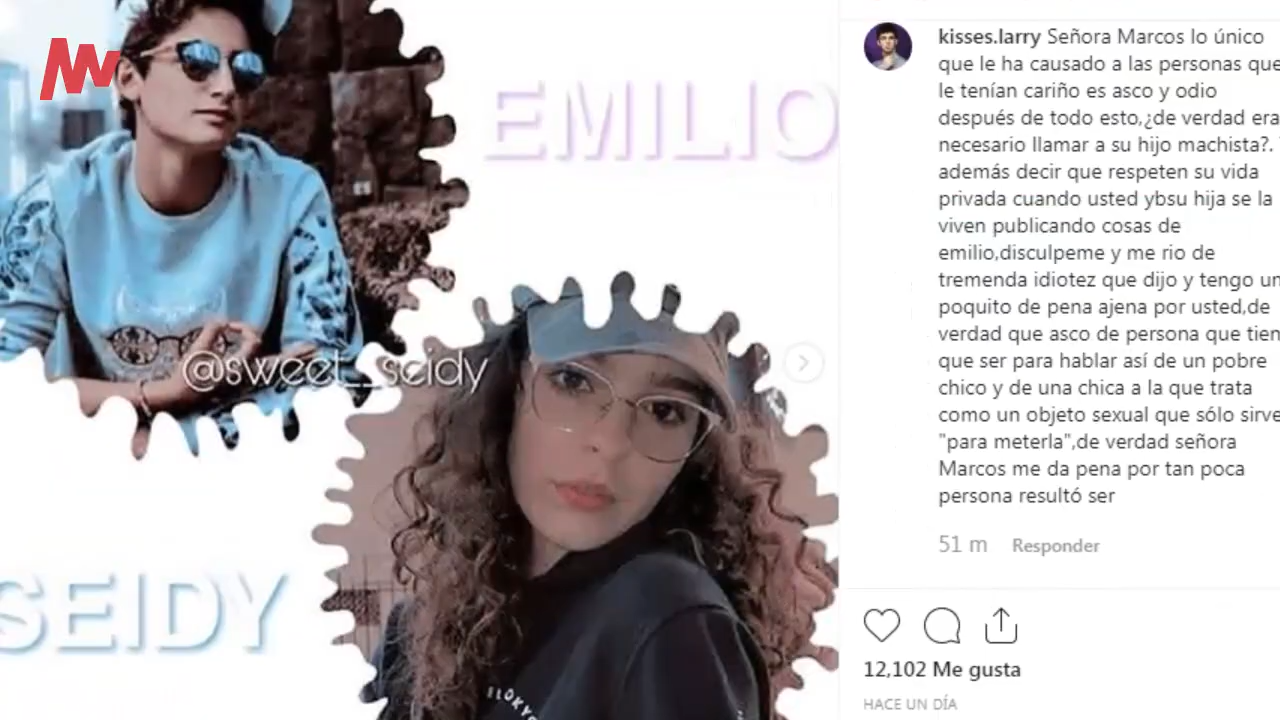 EMILIO
@sweet__seidy
SEIDY
kisses.larry Señora Marcos lo único
que le ha causado a las personas que
le tenían cariño es asco y odio
después de todo esto,¿de verdad era
necesario llamar a su hijo machista?.
además decir que respeten su vida
privada cuando usted ybsu hija se la
viven publicando cosas de
emilio,disculpeme y me rio de
tremenda idiotez que dijo y tengo un
poquito de pena ajena por usted,de
verdad que asco de persona que tien
que ser para hablar así de un pobre
chico y de una chica a la que trata
como un objeto sexual que sólo sirve
"para meterla",de verdad señora
Marcos me da pena por tan poca
persona resultó ser
51 m Responder
12,102 Me gusta
HACE UN DÍA